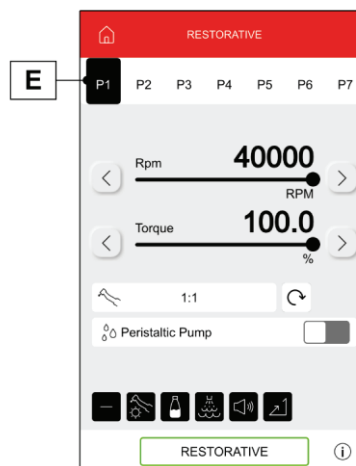 RESTORATIVE
E
P1 P2 P3 P4 P5 P6 P7
Rpm 40000
RPM
Torque 100.0
%
1:1
Peristaltic Pump
1
RESTORATIVE
i